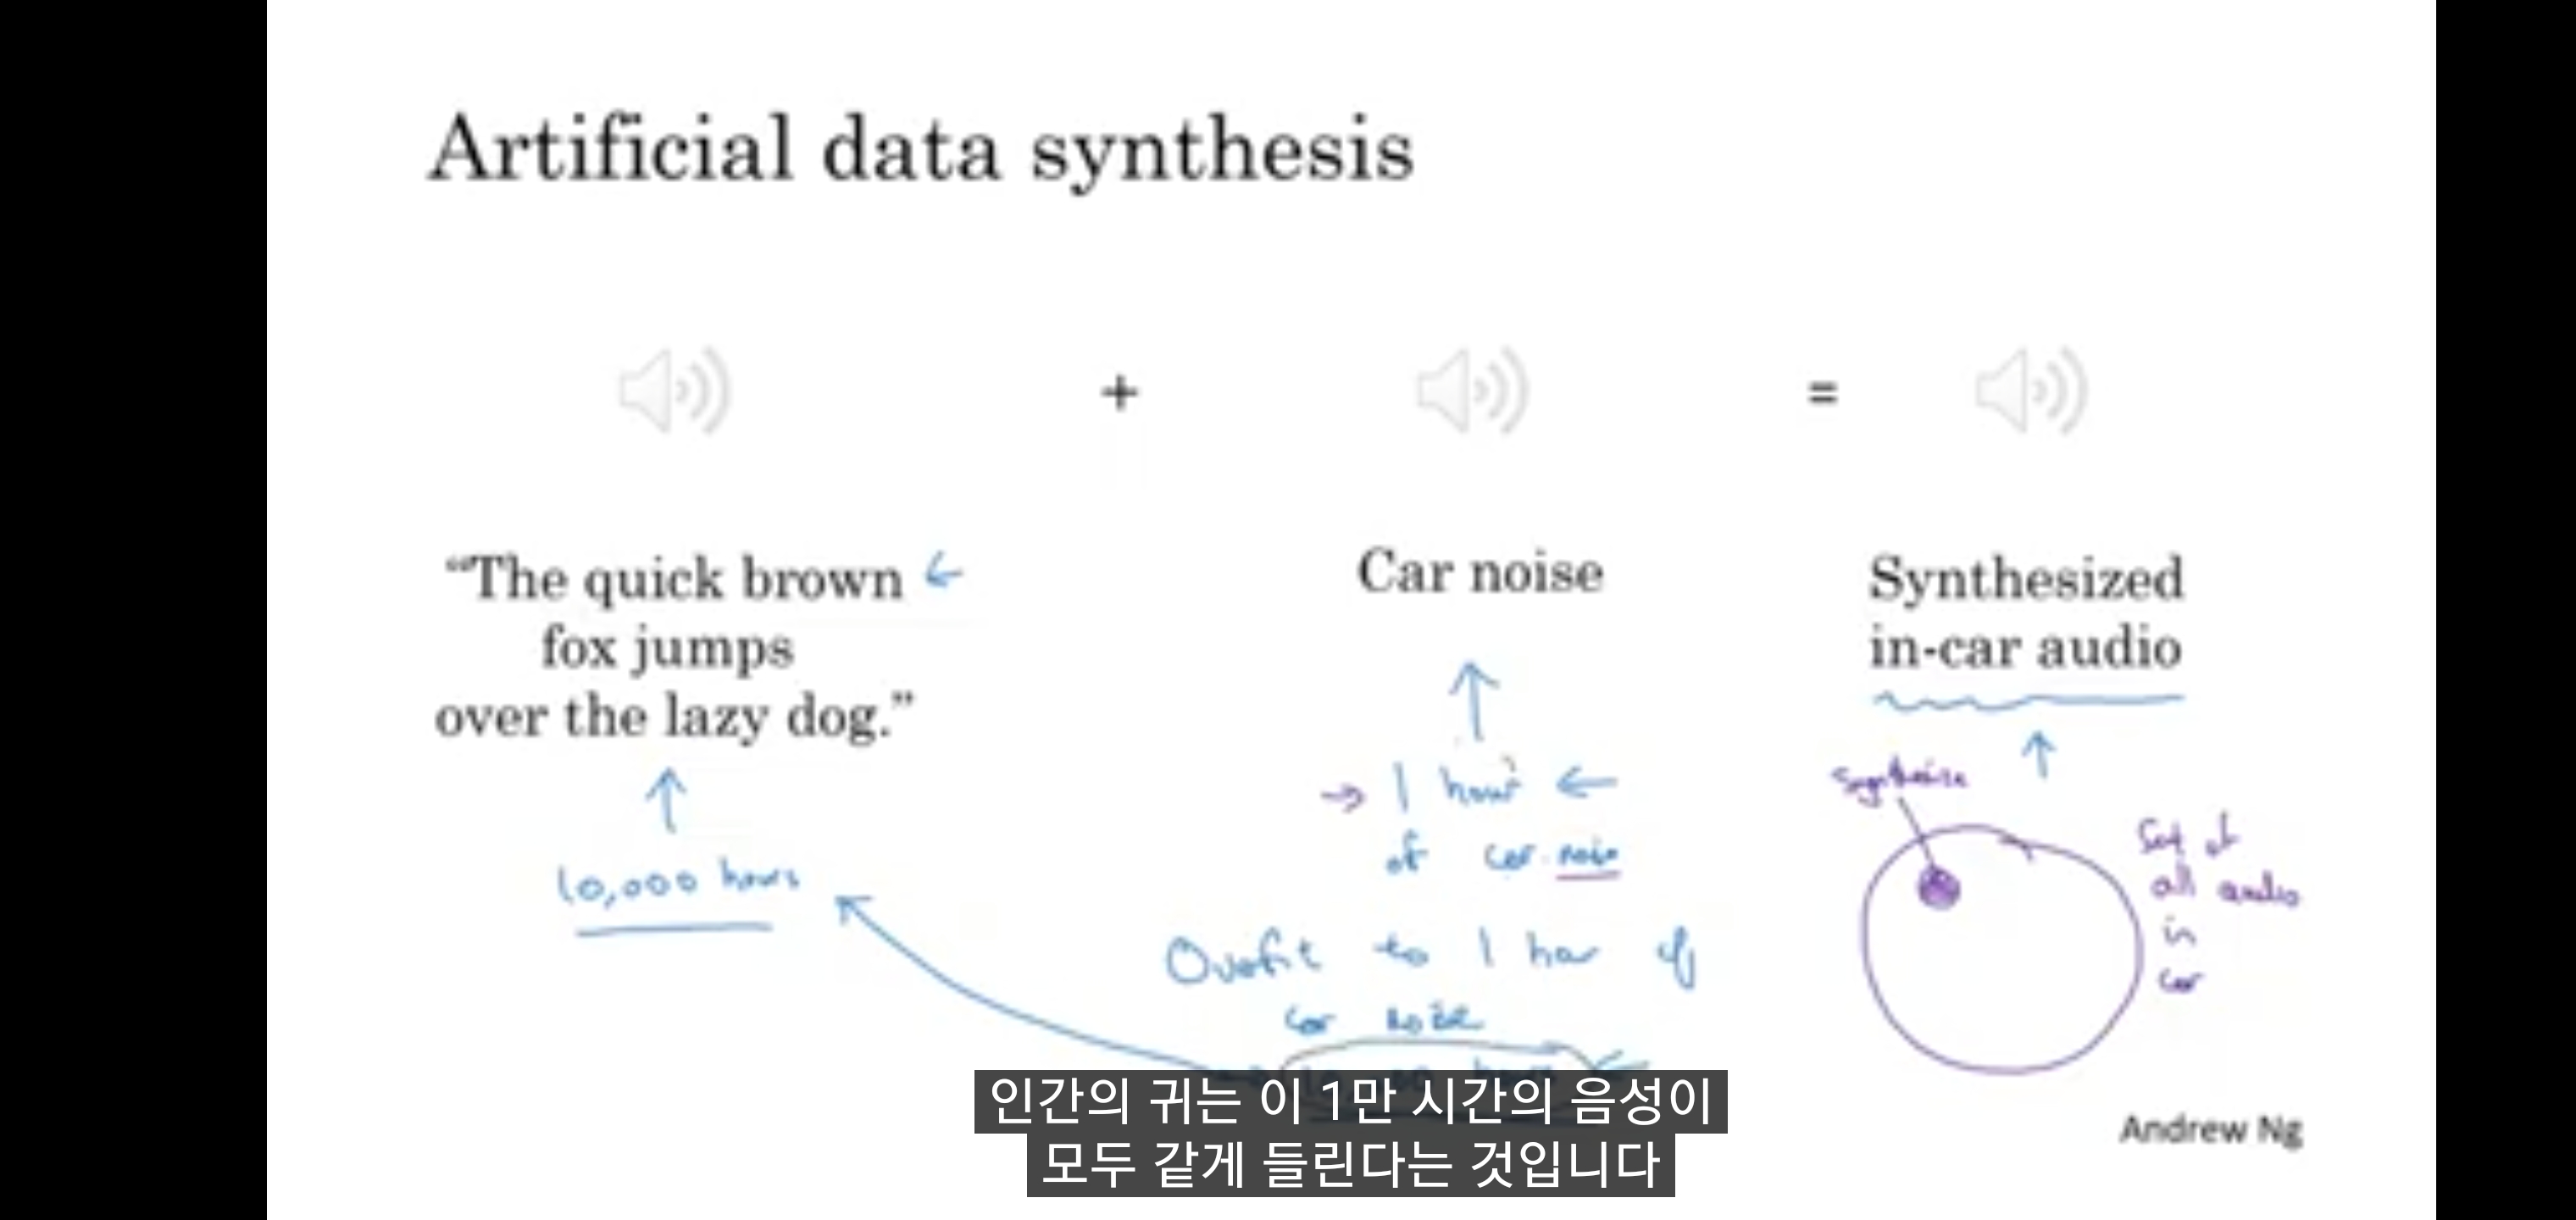 Artificial data synthesis
+
=
“The quick brown
fox jumps
over the lazy dog.”
10,000 hours
Car noise
1 hour
of car noise
Overfit to 1 hour of
car noise
Synthesized
in-car audio
synthesize
Set of
all audio
in
car
인간의 귀는 이 1만 시간의 음성이
모두 같게 들린다는 것입니다
Andrew Ng